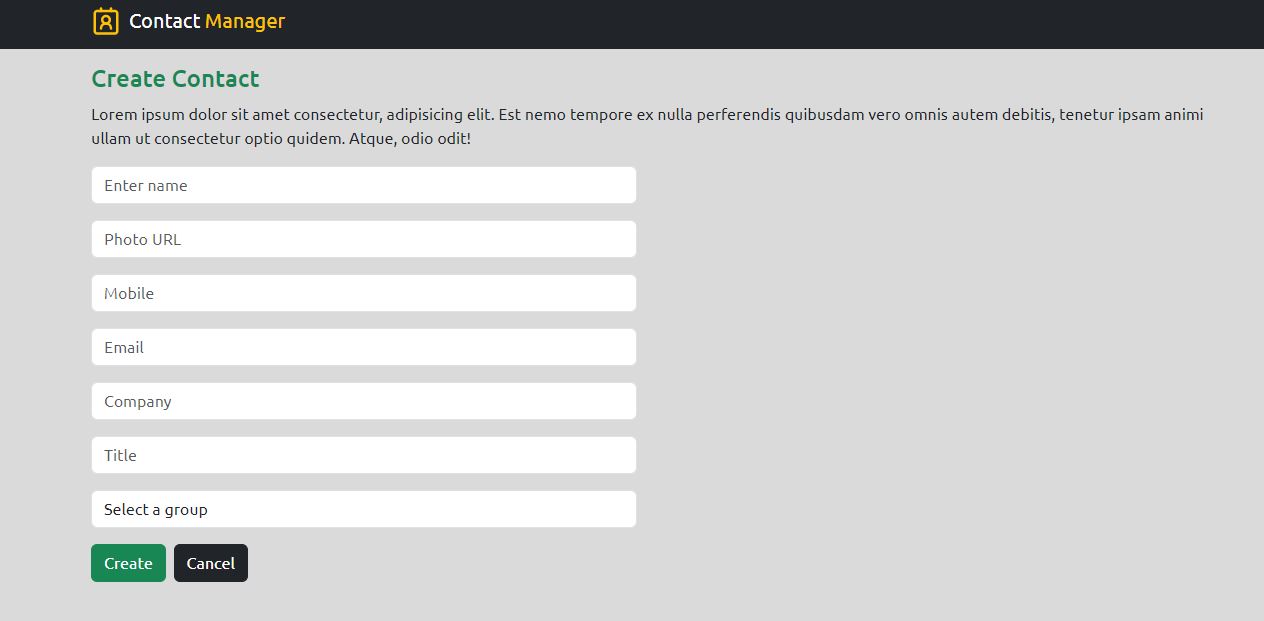 Contact Manager
Create Contact
Lorem ipsum dolor sit amet consectetur, adipisicing elit. Est nemo tempore ex nulla perferendis quibusdam vero omnis autem debitis, tenetur ipsam animi
ullam ut consectetur optio quidem. Atque, odio odit!
Enter name
Photo URL
Mobile
Email
Company
Title
Select a group
Create Cancel